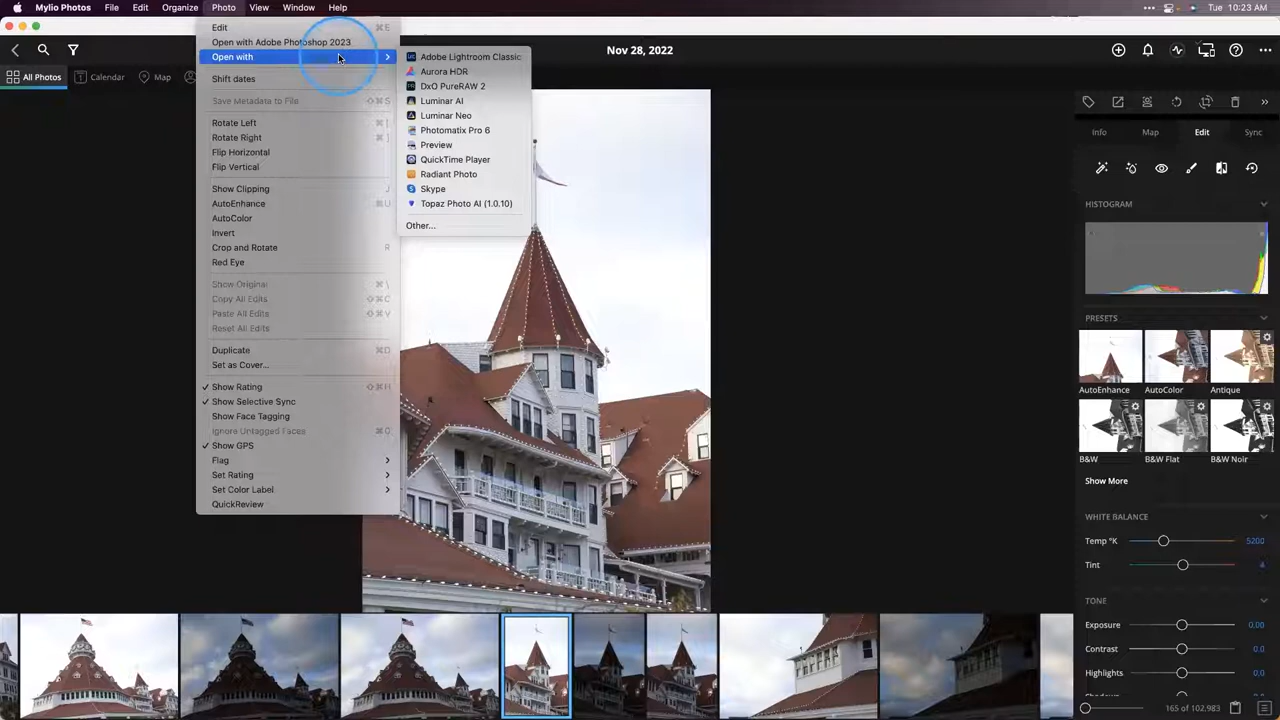 Mylio Photos File Edit Organize Photo View Window Help
Tue 10:23 AM
Nov 28, 2022
All Photos Calendar Map
Edit ⌘E
Open with Adobe Photoshop 2023
Open with
Shift dates
Save Metadata to File ⇧⌘S
Rotate Left ⌘[
Rotate Right ⌘]
Flip Horizontal
Flip Vertical
Show Clipping J
AutoEnhance ⌘U
AutoColor
Invert
Crop and Rotate R
Red Eye
Show Original ⌘\
Copy All Edits ⇧⌘C
Paste All Edits ⇧⌘V
Reset All Edits
Duplicate ⌘D
Set as Cover...
Show Rating ⇧⌘H
Show Selective Sync
Show Face Tagging
Ignore Untagged Faces
Show GPS
Flag
Set Rating
Set Color Label
QuickReview
Adobe Lightroom Classic
Aurora HDR
DxO PureRAW 2
Luminar AI
Luminar Neo
Photomatix Pro 6
Preview
QuickTime Player
Radiant Photo
Skype
Topaz Photo AI (1.0.10)
Other...
Info Map Edit Sync
HISTOGRAM
PRESETS
AutoEnhance AutoColor Antique
B&W B&W Flat B&W Noir
Show More
WHITE BALANCE
Temp °K 5200
Tint 4
TONE
Exposure 0.00
Contrast 0.0
Highlights 0.0
165 of 102,983